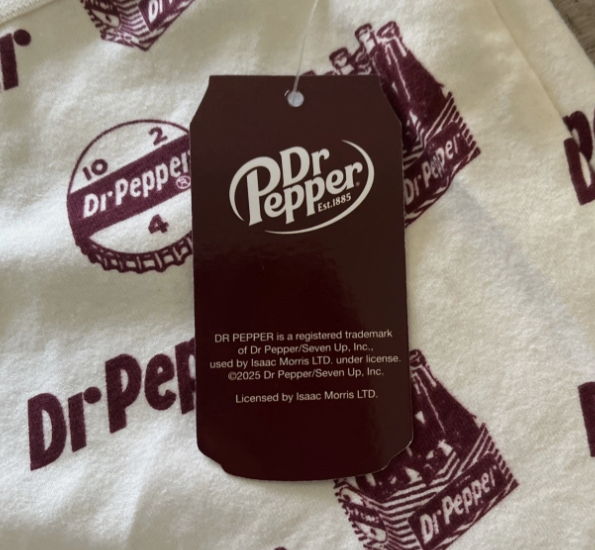 r
10 2
Dr Pepper ®
4
Dr
Pepper
Est.1885
Dr Pepper
DR PEPPER is a registered trademark
of Dr Pepper/Seven Up, Inc.,
used by Isaac Morris LTD. under license.
©2025 Dr Pepper/Seven Up, Inc.
Licensed by Isaac Morris LTD.
Dr Pep
Dr Pepper